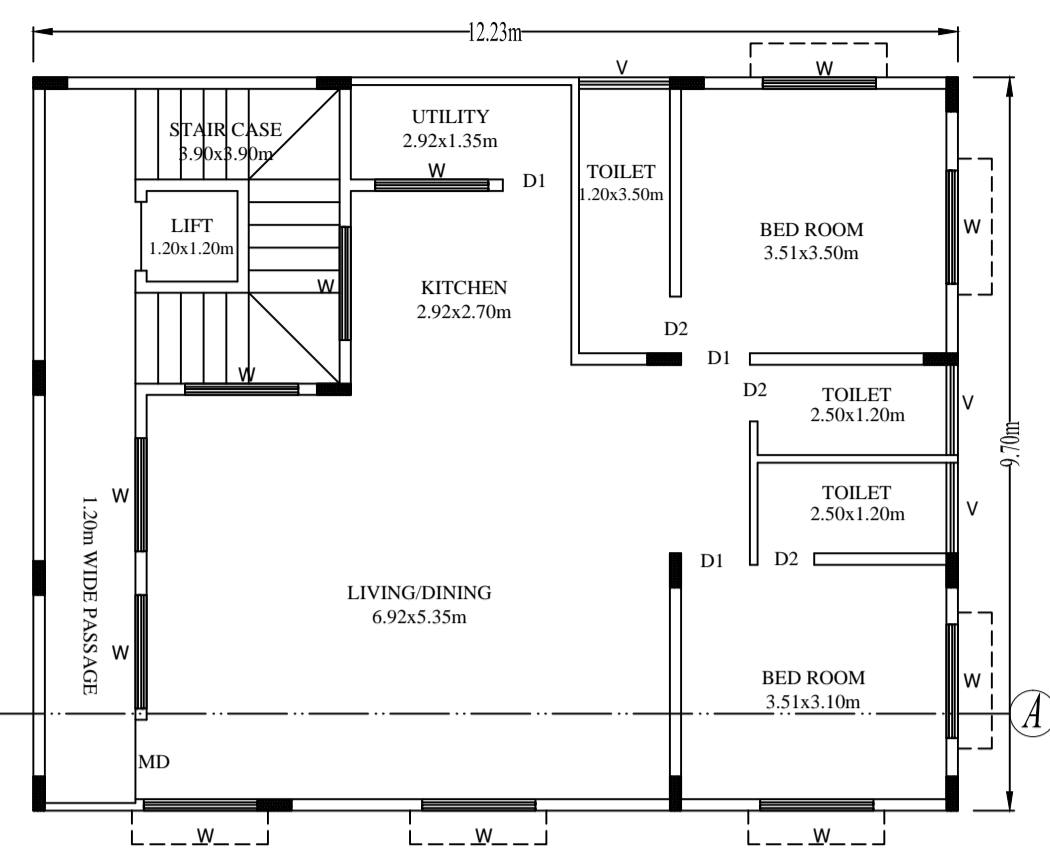 12.23m
V
W
UTILITY
2.92x1.35m
STAIR CASE
3.90x3.90m
W
D1
TOILET
1.20x3.50m
LIFT
1.20x1.20m
BED ROOM
3.51x3.50m
W
W
KITCHEN
2.92x2.70m
D2
D1
W
D2
TOILET
2.50x1.20m
V
9.70m
W
1.20m WIDE PASSAGE
TOILET
2.50x1.20m
V
D1
D2
LIVING/DINING
6.92x5.35m
W
BED ROOM
3.51x3.10m
W
A
MD
W
W
W